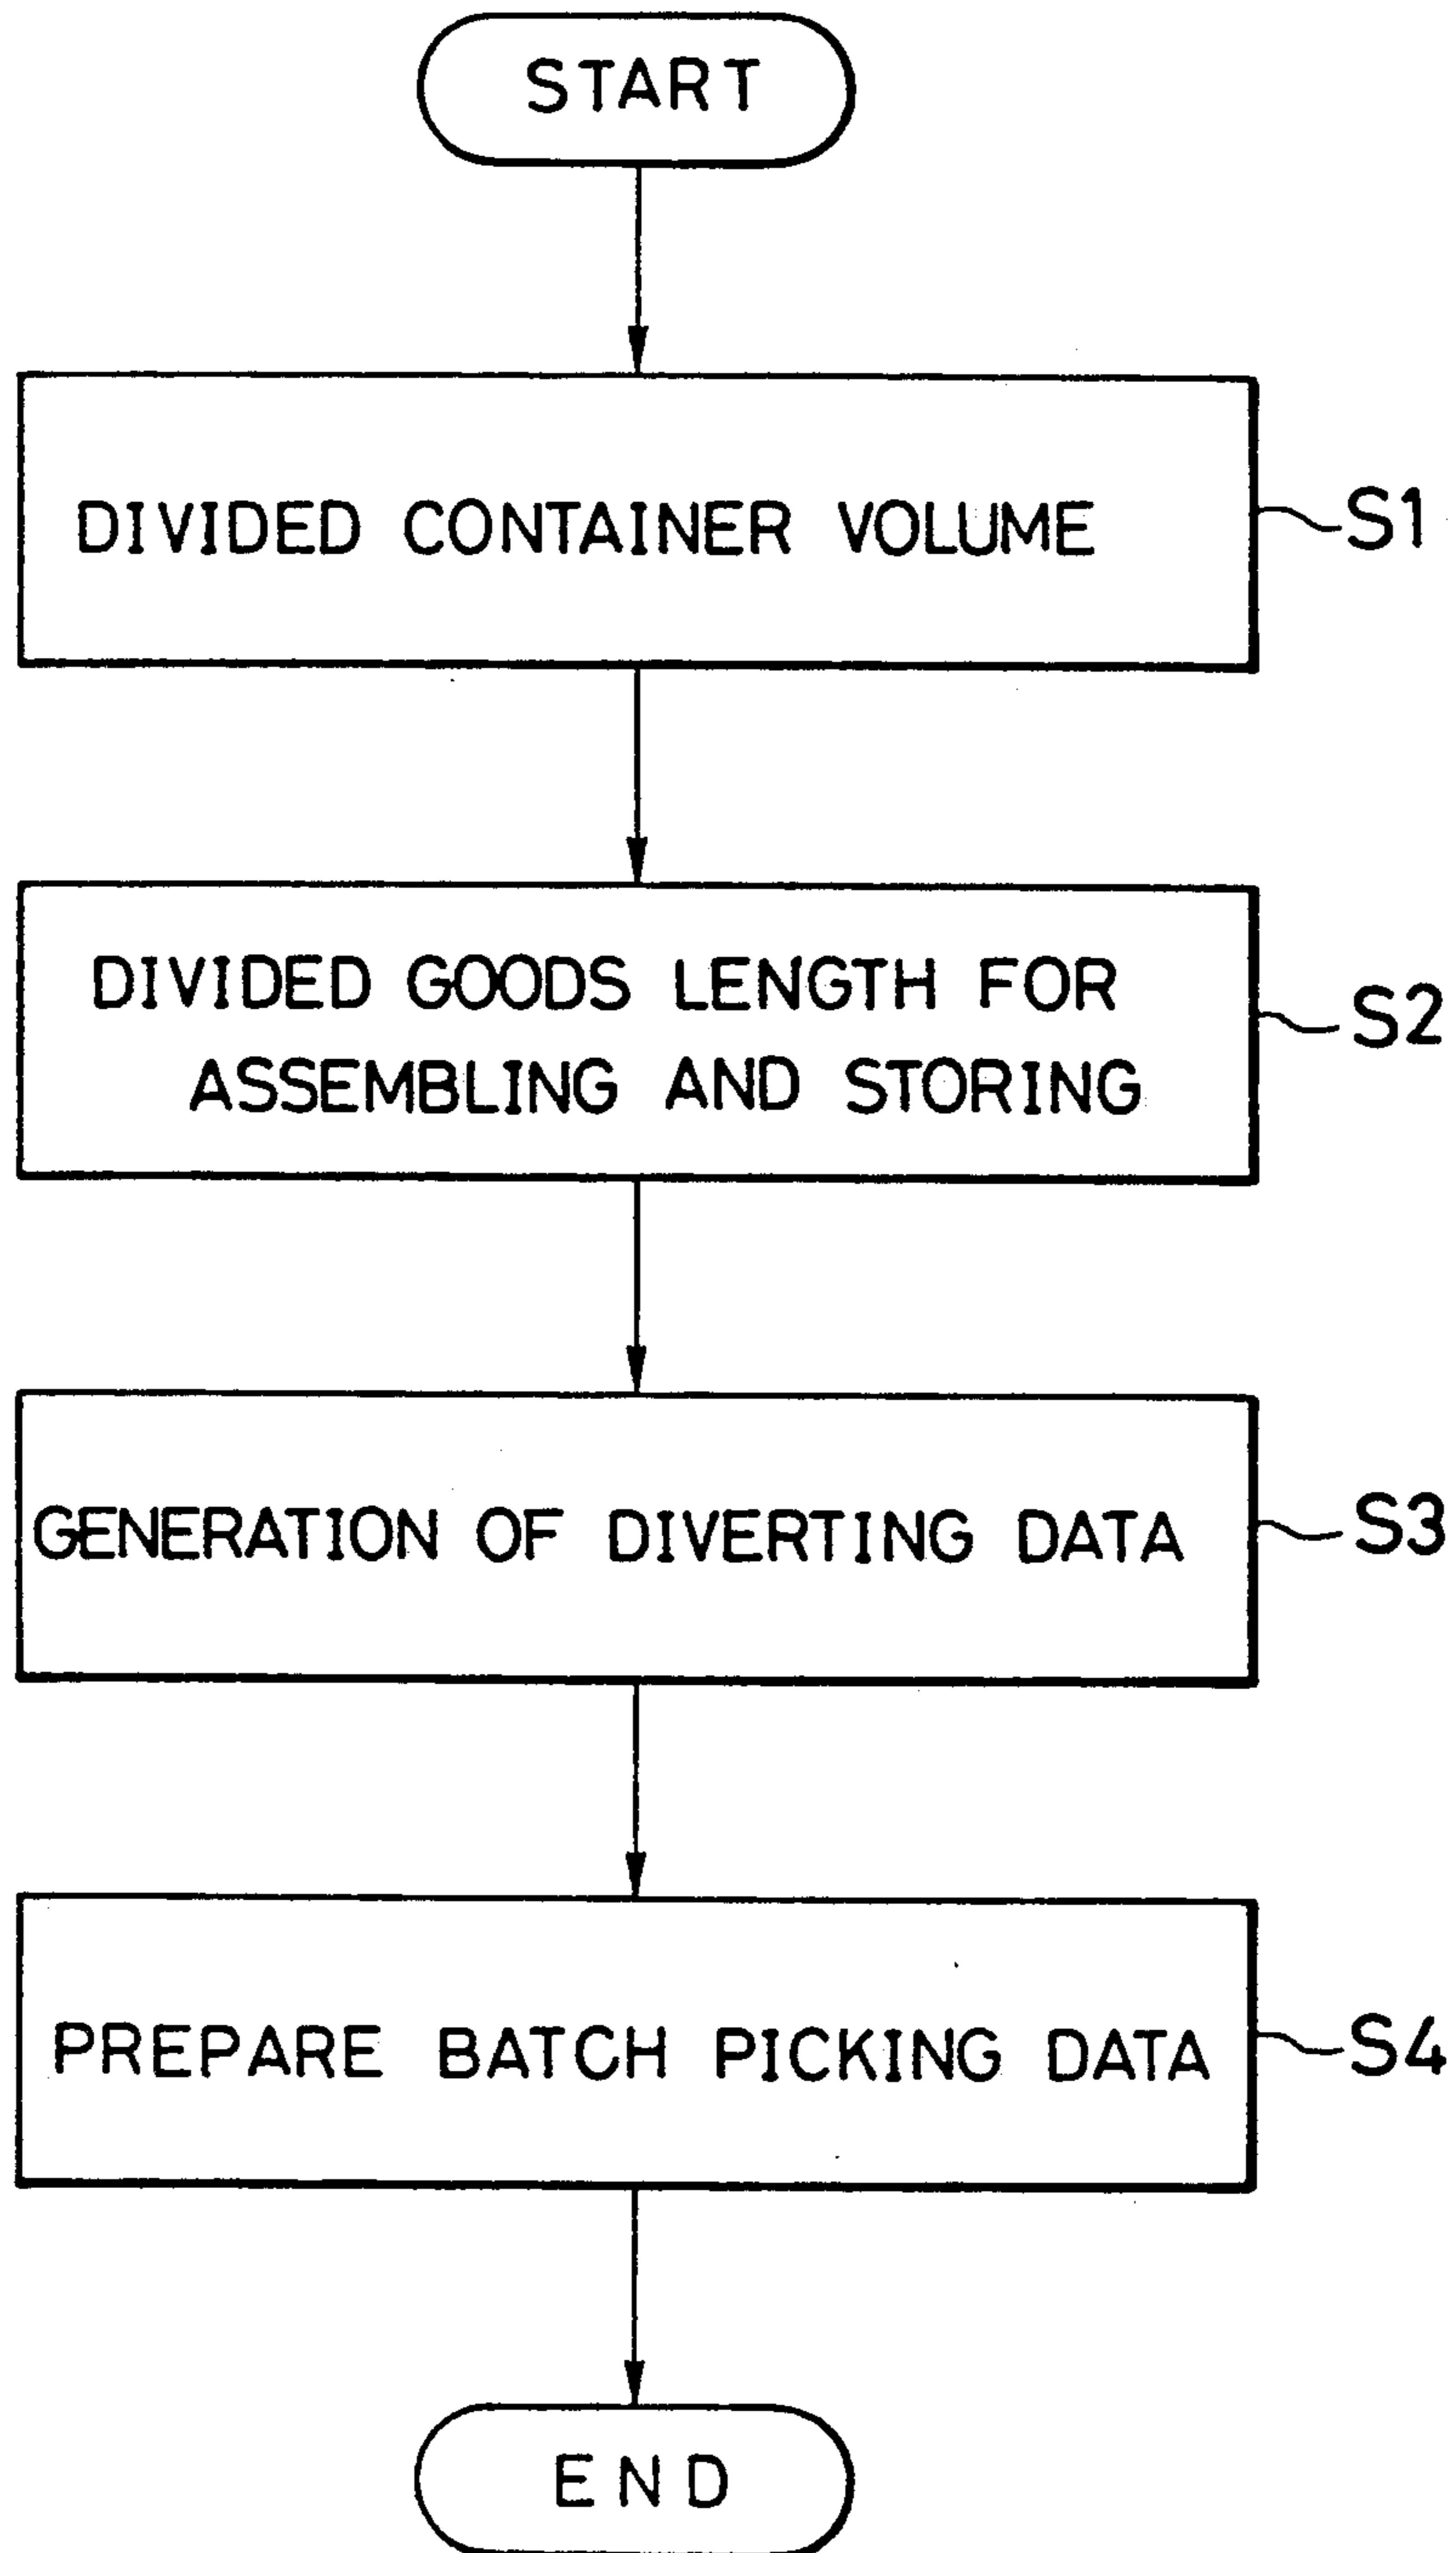 START
DIVIDED CONTAINER VOLUME
S1
DIVIDED GOODS LENGTH FOR
ASSEMBLING AND STORING
S2
GENERATION OF DIVERTING DATA
S3
PREPARE BATCH PICKING DATA
S4
END